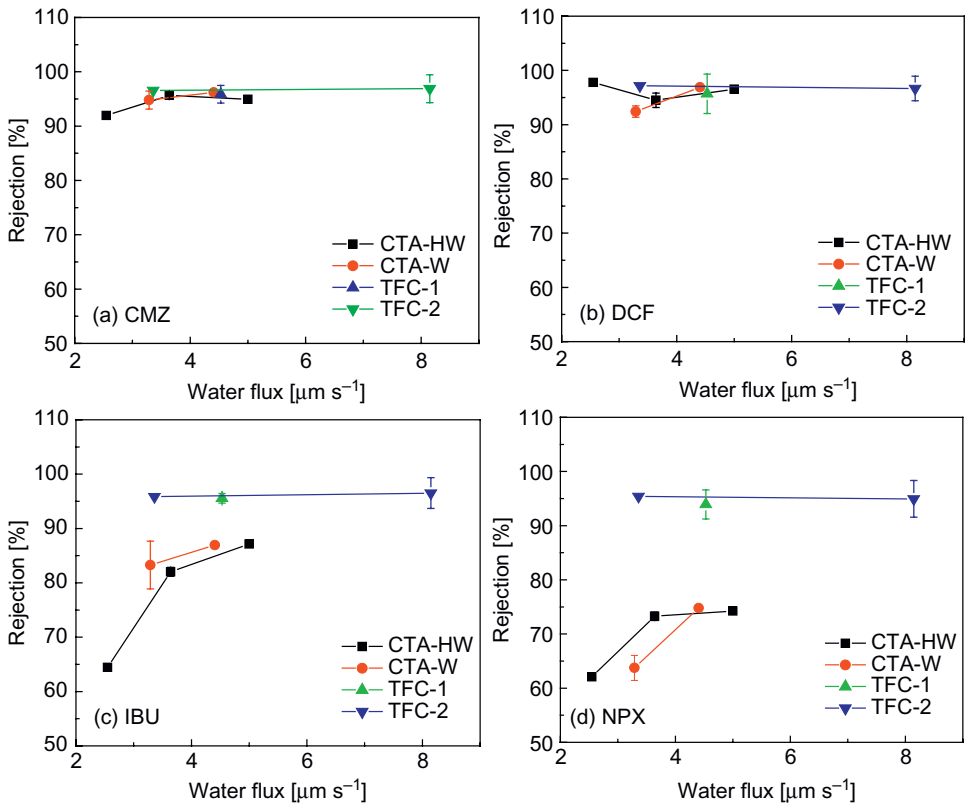 110
100
90
80
70
60
50
Rejection [%]
CTA-HW
CTA-W
TFC-1
TFC-2
(a) CMZ
2 4 6 8
Water flux [μm s⁻¹]
110
100
90
80
70
60
50
Rejection [%]
CTA-HW
CTA-W
TFC-1
TFC-2
(b) DCF
2 4 6 8
Water flux [μm s⁻¹]
110
100
90
80
70
60
50
Rejection [%]
CTA-HW
CTA-W
TFC-1
TFC-2
(c) IBU
2 4 6 8
Water flux [μm s⁻¹]
110
100
90
80
70
60
50
Rejection [%]
CTA-HW
CTA-W
TFC-1
TFC-2
(d) NPX
2 4 6 8
Water flux [μm s⁻¹]